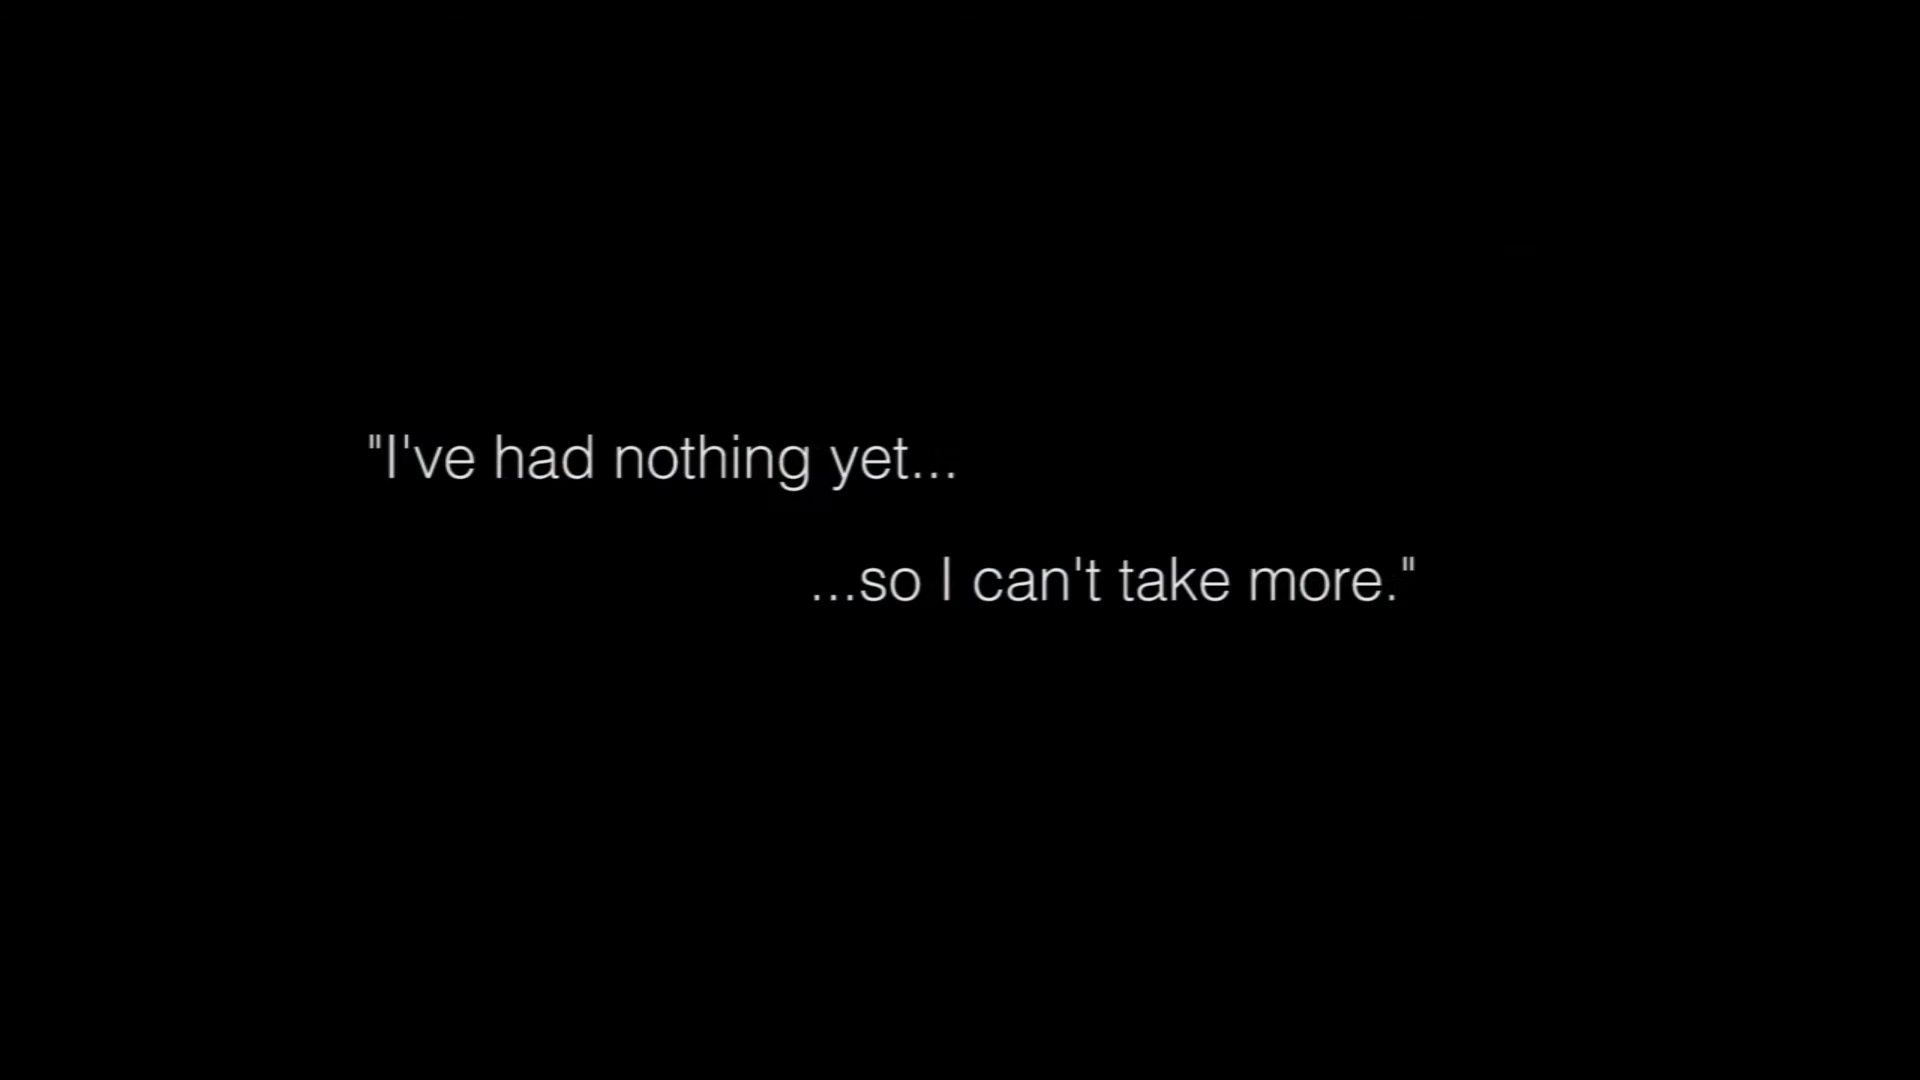 "I've had nothing yet...
...so I can't take more."